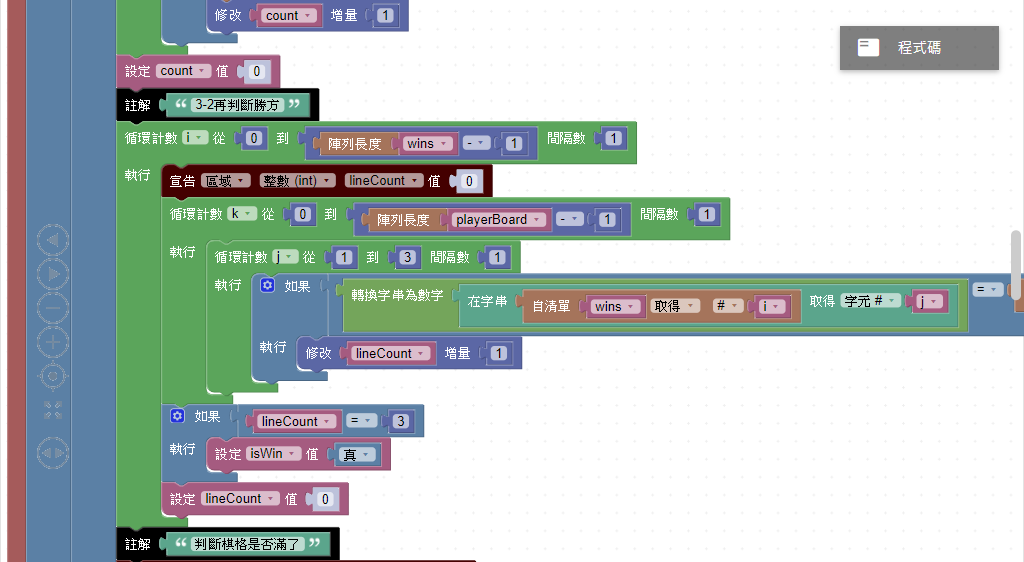 修改 count 增量 1
程式碼
設定 count 值 0
註解 “ 3-2再判斷勝方 ”
循環計數 i 從 0 到 陣列長度 wins - 1 間隔數 1
執行 宣告 區域 整數 (int) lineCount 值 0
循環計數 k 從 0 到 陣列長度 playerBoard - 1 間隔數 1
執行 循環計數 j 從 1 到 3 間隔數 1
執行 如果 轉換字串為數字 在字串 自清單 wins 取得 # i 取得 字元 # j =
執行 修改 lineCount 增量 1
如果 lineCount = 3
執行 設定 isWin 值 真
設定 lineCount 值 0
註解 “ 判斷棋格是否滿了 ”